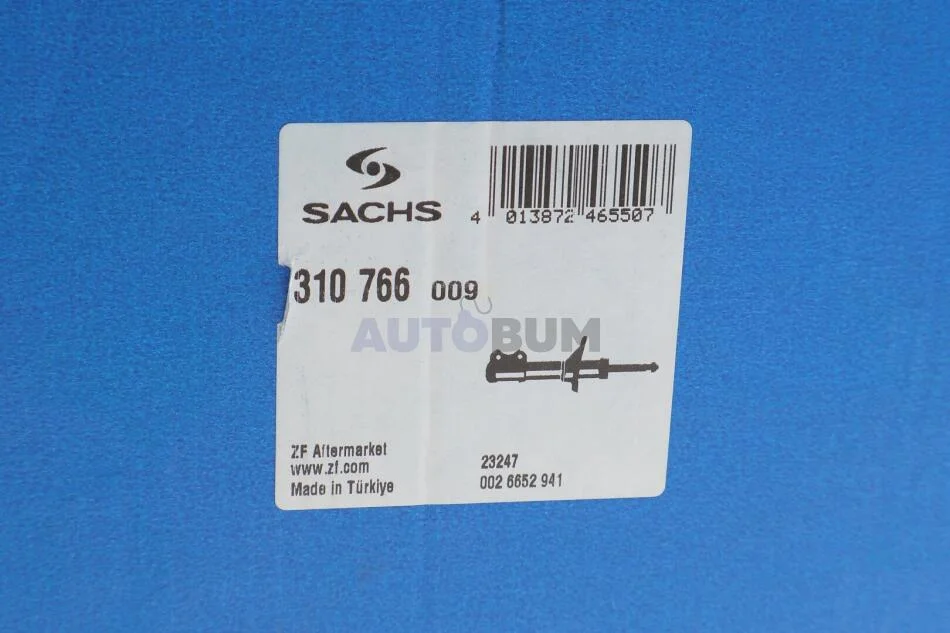 SACHS
4 013872 465507
310 766 009
AUTOBUM
ZF Aftermarket
www.zf.com
Made in Türkiye
23247
002 6652 941